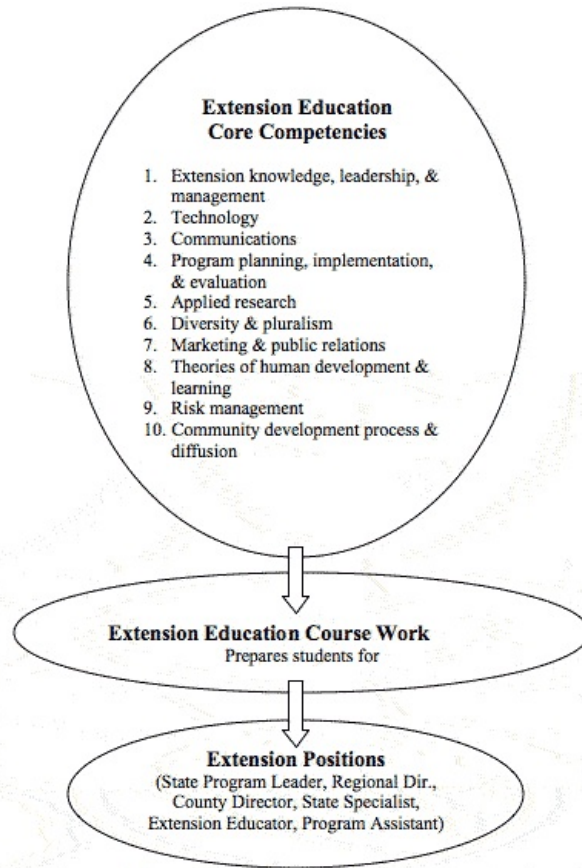 Extension Education
Core Competencies
1. Extension knowledge, leadership, &
management
2. Technology
3. Communications
4. Program planning, implementation,
& evaluation
5. Applied research
6. Diversity & pluralism
7. Marketing & public relations
8. Theories of human development &
learning
9. Risk management
10. Community development process &
diffusion
Extension Education Course Work
Prepares students for
Extension Positions
(State Program Leader, Regional Dir.,
County Director, State Specialist,
Extension Educator, Program Assistant)